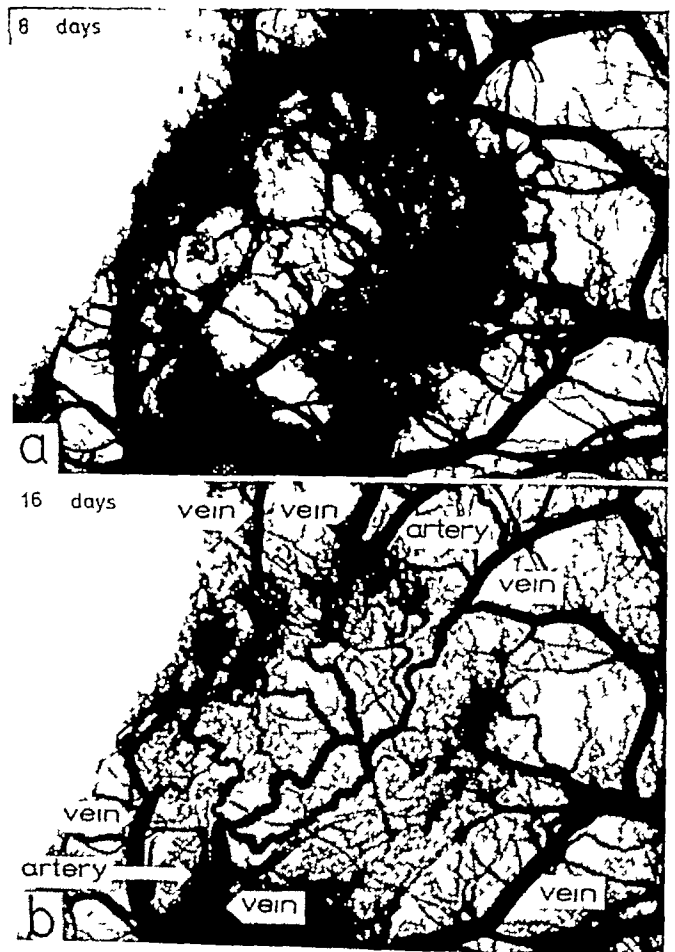 8 days
a
16 days
vein vein
artery
vein
vein
artery
vein
vein
b